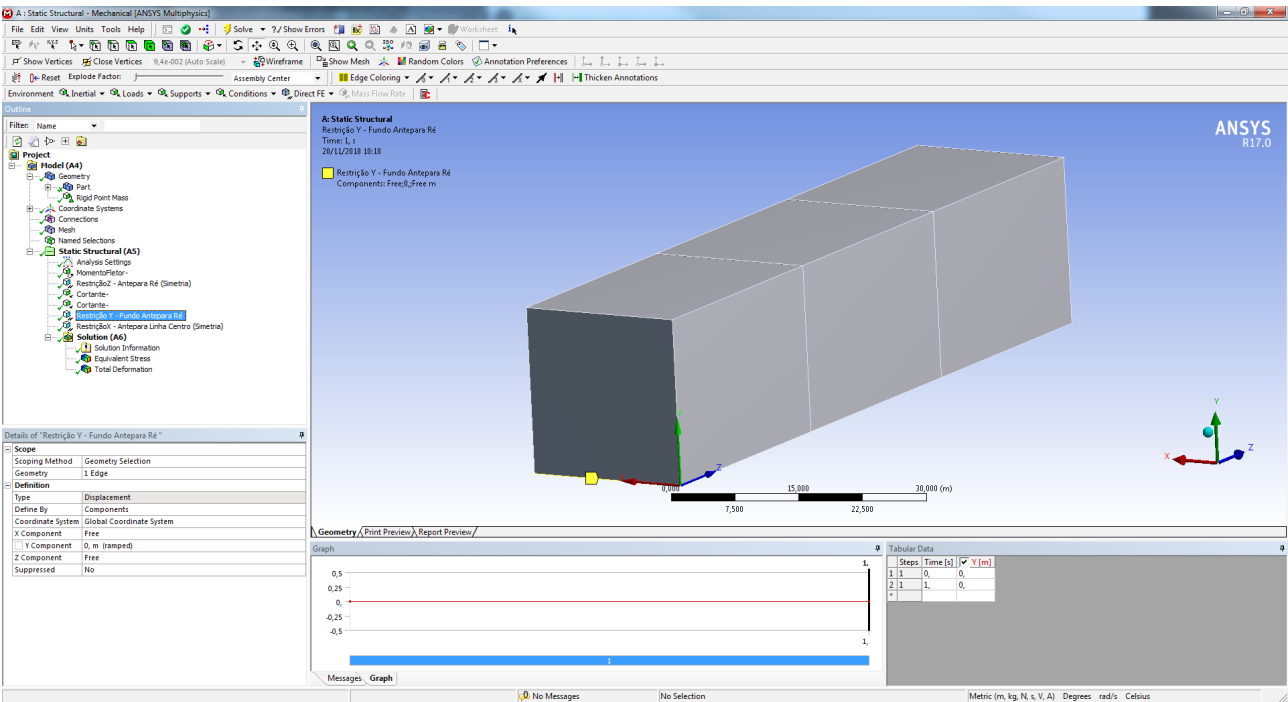 A : Static Structural - Mechanical [ANSYS Multiphysics]
File Edit View Units Tools Help Solve ?/ Show Errors Worksheet
Show Vertices Close Vertices 9,4e-002 (Auto Scale) Wireframe Show Mesh Random Colors Annotation Preferences
Reset Explode Factor: Assembly Center Edge Coloring Thicken Annotations
Environment Inertial Loads Supports Conditions Direct FE Mass Flow Rate
Outline
Filter: Name
Project
Model (A4)
Geometry
Part
Rigid Point Mass
Coordinate Systems
Connections
Mesh
Named Selections
Static Structural (A5)
Analysis Settings
MomentoFletor-
RestriçãoZ - Antepara Ré (Simetria)
Cortante-
Cortante-
Restrição Y - Fundo Antepara Ré
RestriçãoX - Antepara Linha Centro (Simetria)
Solution (A6)
Solution Information
Equivalent Stress
Total Deformation
Details of "Restrição Y - Fundo Antepara Ré "
Scope
Scoping Method Geometry Selection
Geometry 1 Edge
Definition
Type Displacement
Define By Components
Coordinate System Global Coordinate System
X Component Free
Y Component 0, m (ramped)
Z Component Free
Suppressed No
A: Static Structural
Restrição Y - Fundo Antepara Ré
Time: 1, s
20/11/2018 10:18
Restrição Y - Fundo Antepara Ré
Components: Free;0,;Free m
ANSYS
R17.0
Y
Z
X
Z
0,000 15,000 30,000 (m)
7,500 22,500
Geometry Print Preview Report Preview
Graph
1,
0,5
0,25
0,
-0,25
-0,5
1,
1
Messages Graph
Tabular Data
Steps Time [s] Y [m]
1 1 0, 0,
2 1 1, 0,
*
0 No Messages No Selection Metric (m, kg, N, s, V, A) Degrees rad/s Celsius